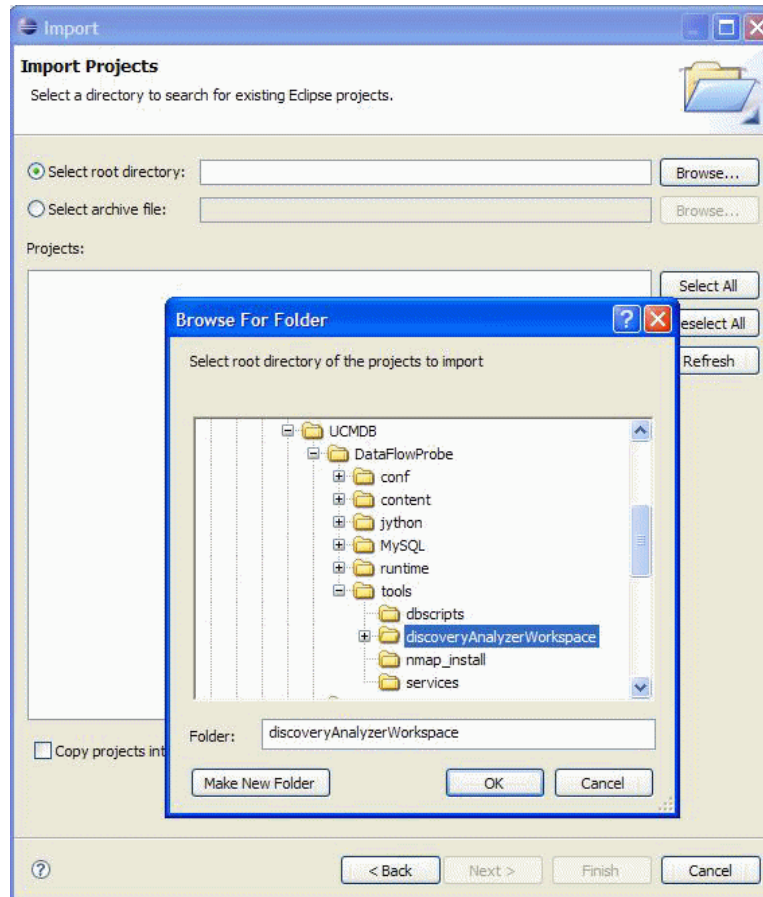 Import
Import Projects
Select a directory to search for existing Eclipse projects.
Select root directory:
Browse...
Select archive file:
Browse...
Projects:
Select All
eselect All
Refresh
Browse For Folder
Select root directory of the projects to import
UCMDB
DataFlowProbe
conf
content
jython
MySQL
runtime
tools
dbscripts
discoveryAnalyzerWorkspace
nmap_install
services
Folder:
discoveryAnalyzerWorkspace
Make New Folder
OK
Cancel
Copy projects int
< Back
Next >
Finish
Cancel